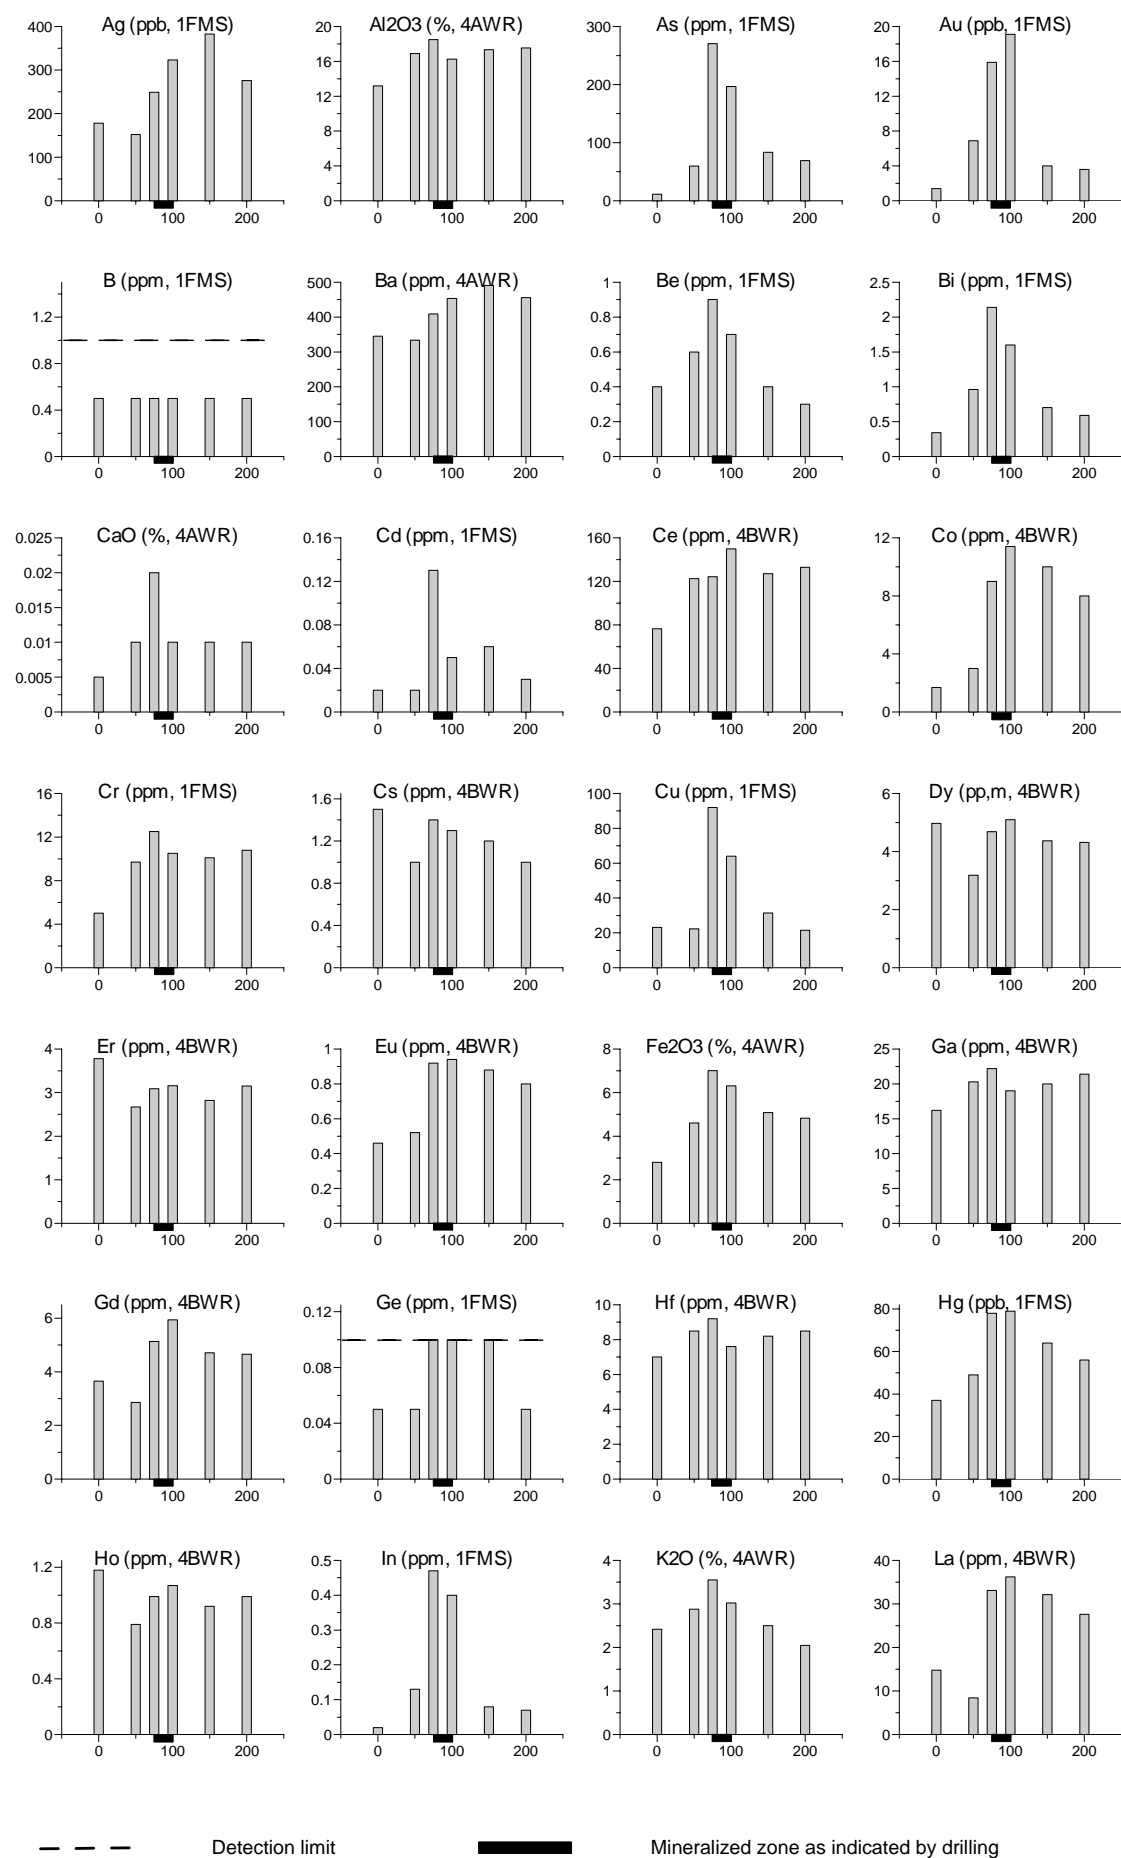 Ag (ppb, 1FMS)
400
300
200
100
0
0 100 200
Al2O3 (%, 4AWR)
20
16
12
8
4
0
0 100 200
As (ppm, 1FMS)
300
200
100
0
0 100 200
Au (ppb, 1FMS)
20
16
12
8
4
0
0 100 200
B (ppm, 1FMS)
1.2
0.8
0.4
0
0 100 200
Ba (ppm, 4AWR)
500
400
300
200
100
0
0 100 200
Be (ppm, 1FMS)
1
0.8
0.6
0.4
0.2
0
0 100 200
Bi (ppm, 1FMS)
2.5
2
1.5
1
0.5
0
0 100 200
CaO (%, 4AWR)
0.025
0.02
0.015
0.01
0.005
0
0 100 200
Cd (ppm, 1FMS)
0.16
0.12
0.08
0.04
0
0 100 200
Ce (ppm, 4BWR)
160
120
80
40
0
0 100 200
Co (ppm, 4BWR)
12
8
4
0
0 100 200
Cr (ppm, 1FMS)
16
12
8
4
0
0 100 200
Cs (ppm, 4BWR)
1.6
1.2
0.8
0.4
0
0 100 200
Cu (ppm, 1FMS)
100
80
60
40
20
0
0 100 200
Dy (pp,m, 4BWR)
6
4
2
0
0 100 200
Er (ppm, 4BWR)
4
3
2
1
0
0 100 200
Eu (ppm, 4BWR)
1
0.8
0.6
0.4
0.2
0
0 100 200
Fe2O3 (%, 4AWR)
8
6
4
2
0
0 100 200
Ga (ppm, 4BWR)
25
20
15
10
5
0
0 100 200
Gd (ppm, 4BWR)
6
4
2
0
0 100 200
Ge (ppm, 1FMS)
0.12
0.08
0.04
0
0 100 200
Hf (ppm, 4BWR)
10
8
6
4
2
0
0 100 200
Hg (ppb, 1FMS)
80
60
40
20
0
0 100 200
Ho (ppm, 4BWR)
1.2
0.8
0.4
0
0 100 200
In (ppm, 1FMS)
0.5
0.4
0.3
0.2
0.1
0
0 100 200
K2O (%, 4AWR)
4
3
2
1
0
0 100 200
La (ppm, 4BWR)
40
30
20
10
0
0 100 200
Detection limit
Mineralized zone as indicated by drilling